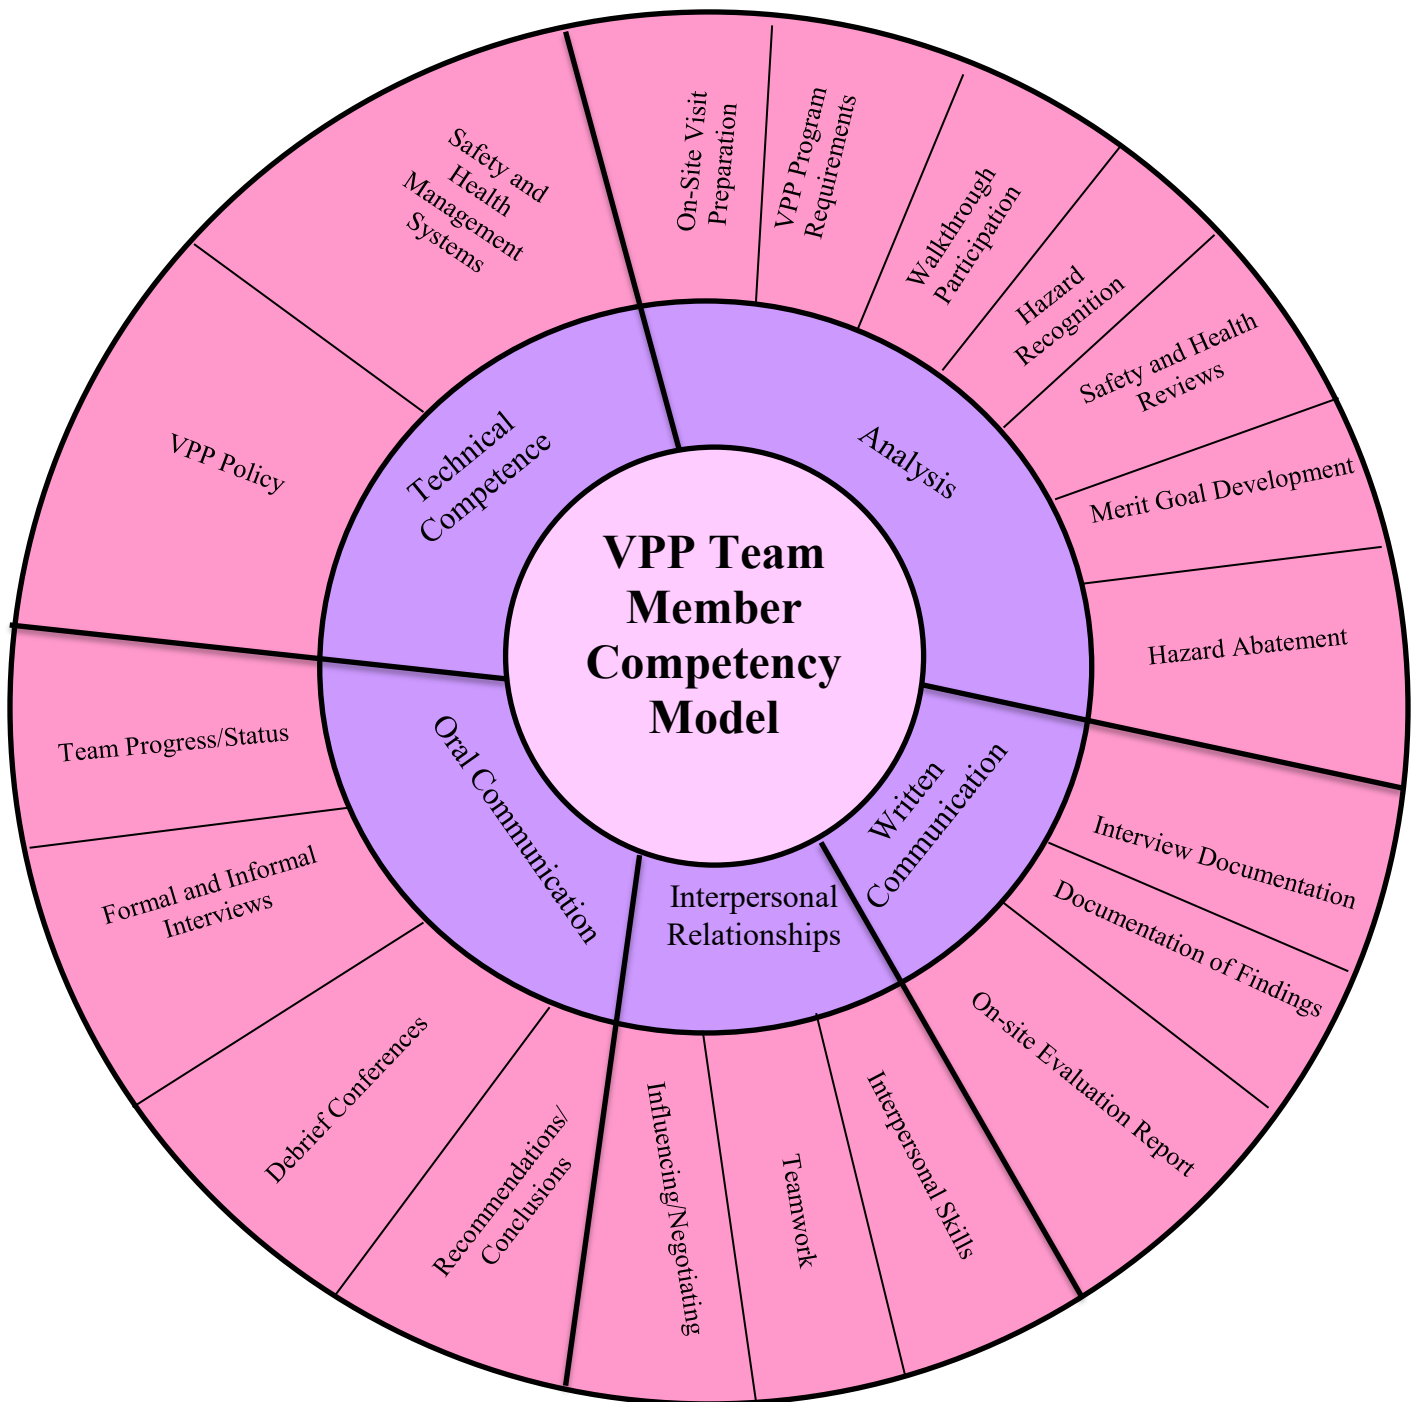 VPP Team
Member
Competency
Model
Analysis
On-Site Visit
Preparation
VPP Program
Requirements
Walkthrough
Participation
Hazard
Recognition
Safety and Health
Reviews
Merit Goal Development
Hazard Abatement
Written
Communication
Interview Documentation
Documentation of Findings
On-site Evaluation Report
Interpersonal
Relationships
Interpersonal Skills
Teamwork
Influencing/Negotiating
Oral Communication
Recommendations/
Conclusions
Debrief Conferences
Formal and Informal
Interviews
Team Progress/Status
Technical
Competence
VPP Policy
Safety and
Health
Management
Systems